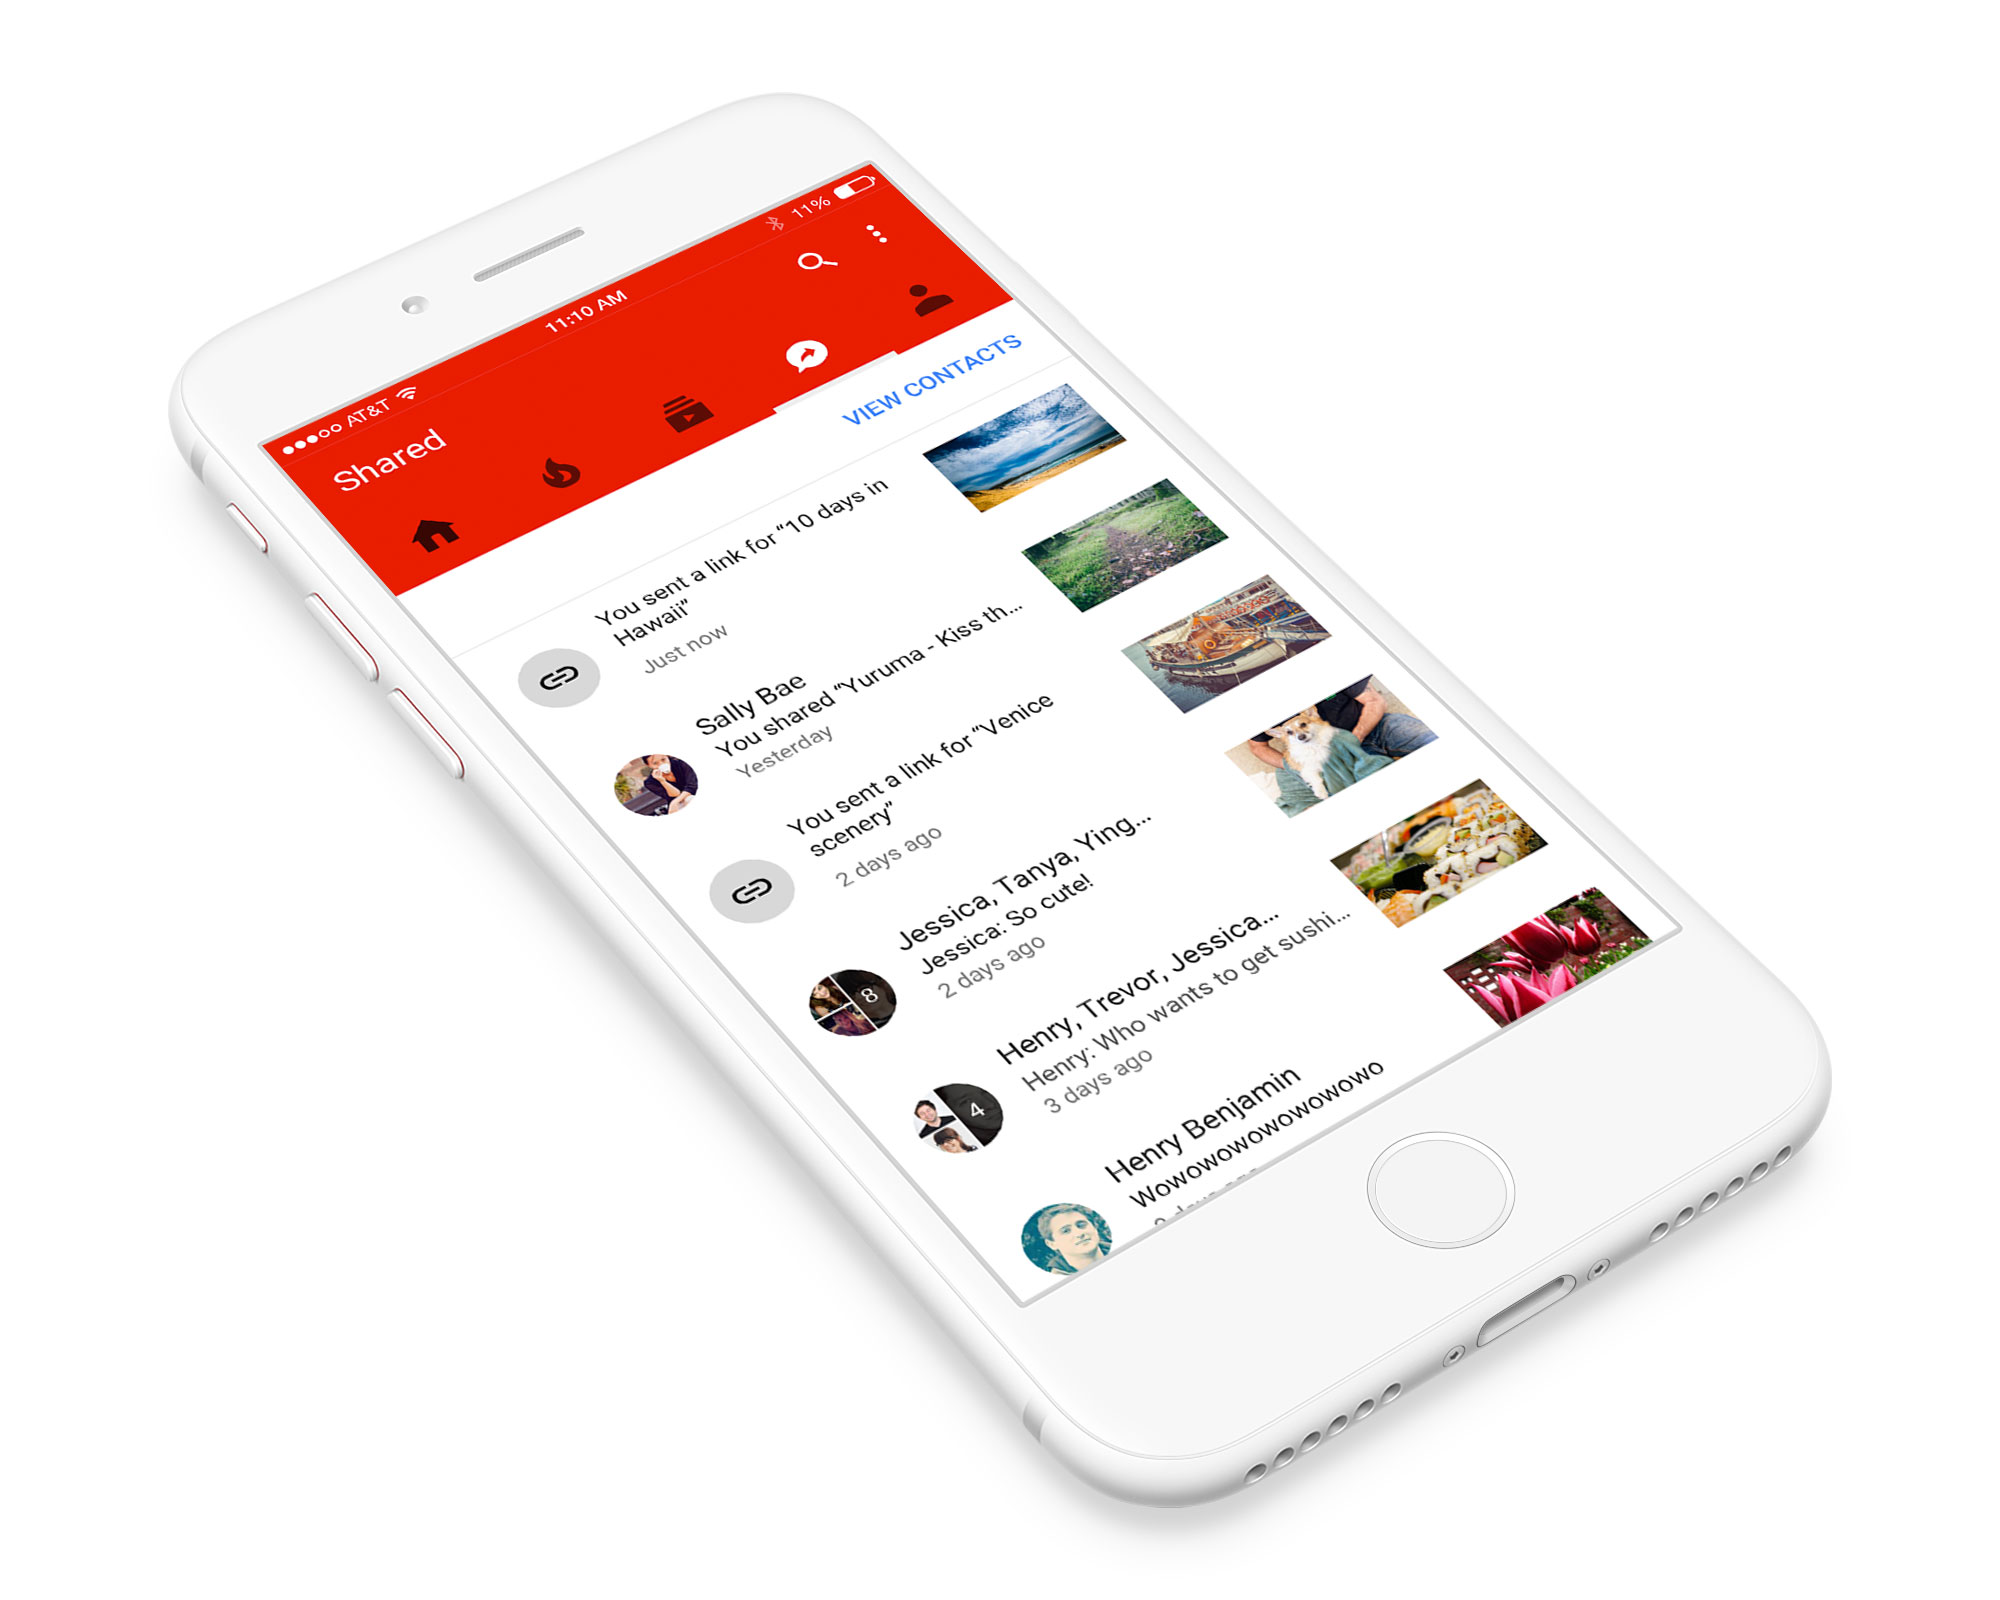 AT&T
11:10 AM
11%
Shared
VIEW CONTACTS
You sent a link for “10 days in
Hawaii”
Just now
Sally Bae
You shared “Yuruma - Kiss th...
Yesterday
You sent a link for “Venice
scenery”
2 days ago
Jessica, Tanya, Ying...
Jessica: So cute!
2 days ago
8
Henry, Trevor, Jessica...
Henry: Who wants to get sushi...
3 days ago
4
Henry Benjamin
Wowowowowowowowo